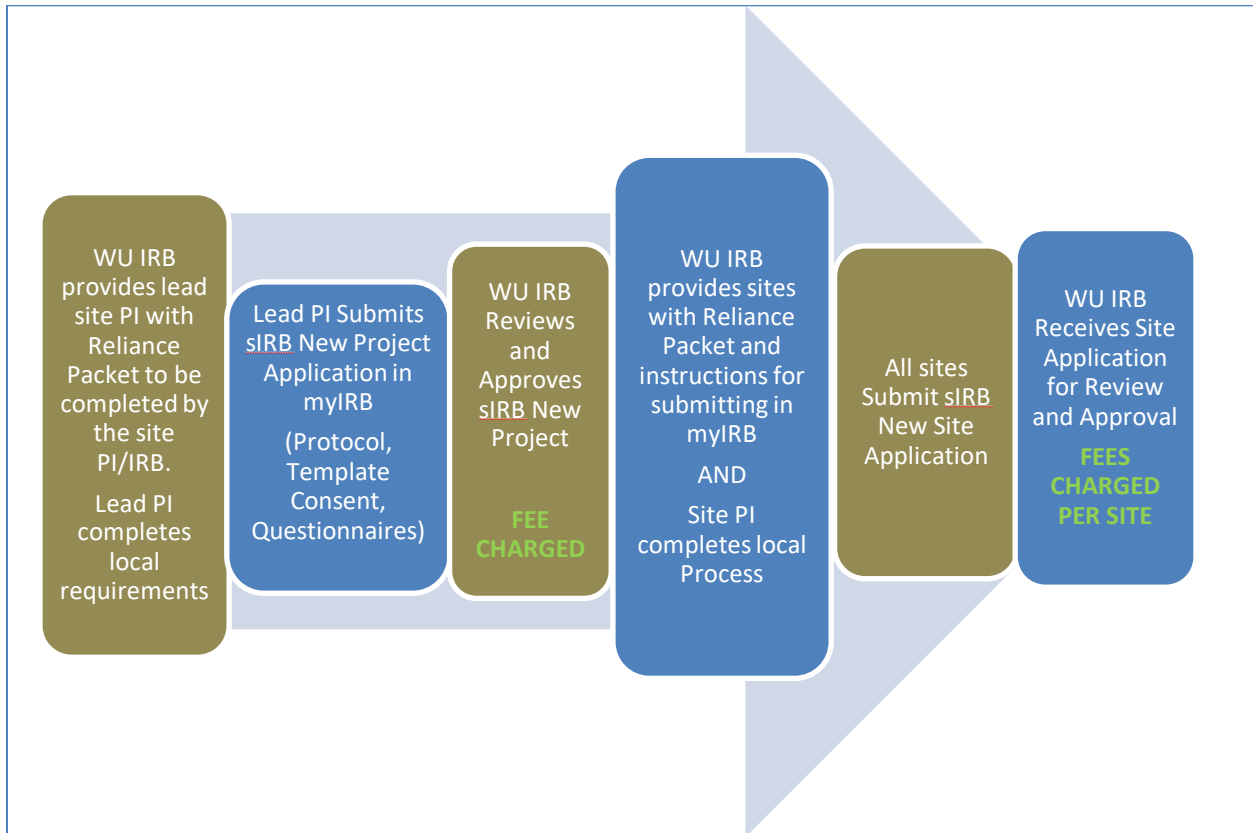 WU IRB
provides lead
site PI with
Reliance
Packet to be
completed by
the site
PI/IRB.
Lead PI
completes
local
requirements
Lead PI Submits
sIRB New Project
Application in
myIRB
(Protocol,
Template
Consent,
Questionnaires)
WU IRB
Reviews
and
Approves
sIRB New
Project
FEE
CHARGED
WU IRB
provides sites
with Reliance
Packet and
instructions for
submitting in
myIRB
AND
Site PI
completes local
Process
All sites
Submit sIRB
New Site
Application
WU IRB
Receives Site
Application
for Review
and Approval
FEES
CHARGED
PER SITE